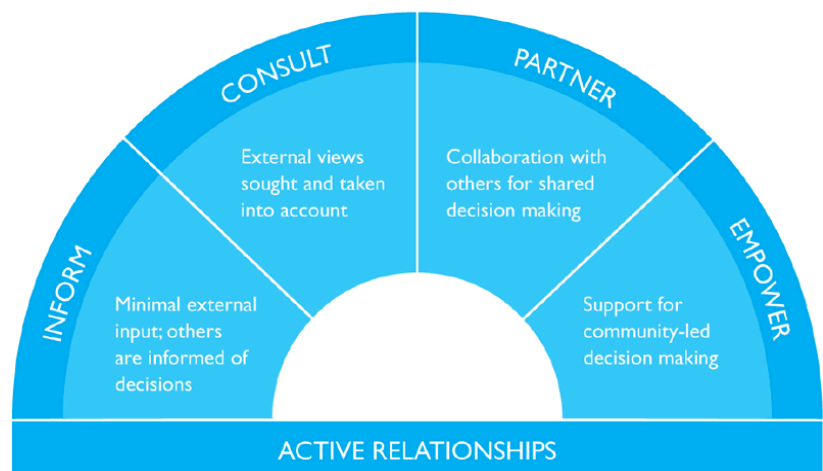 INFORM
Minimal external
input; others
are informed of
decisions
CONSULT
External views
sought and taken
into account
PARTNER
Collaboration with
others for shared
decision making
EMPOWER
Support for
community-led
decision making
ACTIVE RELATIONSHIPS